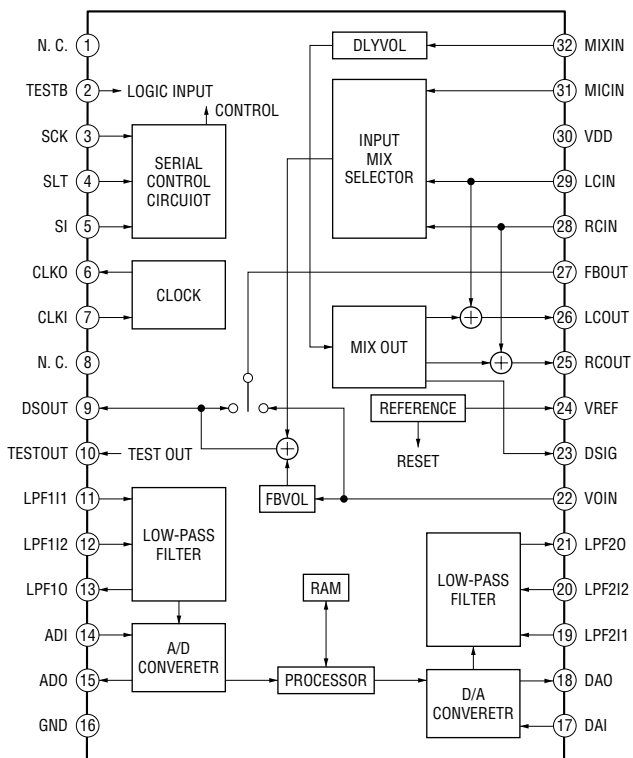 N. C. 1
TESTB 2 LOGIC INPUT
CONTROL
SCK 3
SLT 4
SI 5
SERIAL
CONTROL
CIRCUIOT
CLKO 6
CLKI 7
CLOCK
N. C. 8
DSOUT 9
TESTOUT 10 TEST OUT
LPF1I1 11
LPF1I2 12
LPF1O 13
LOW-PASS
FILTER
ADI 14
ADO 15
A/D
CONVERETR
GND 16
DLYVOL
INPUT
MIX
SELECTOR
MIX OUT
REFERENCE
RESET
FBVOL
RAM
PROCESSOR
LOW-PASS
FILTER
D/A
CONVERETR
32 MIXIN
31 MICIN
30 VDD
29 LCIN
28 RCIN
27 FBOUT
26 LCOUT
25 RCOUT
24 VREF
23 DSIG
22 VOIN
21 LPF2O
20 LPF2I2
19 LPF2I1
18 DAO
17 DAI